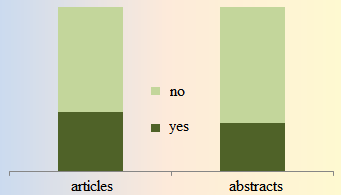 no
yes
articles
abstracts